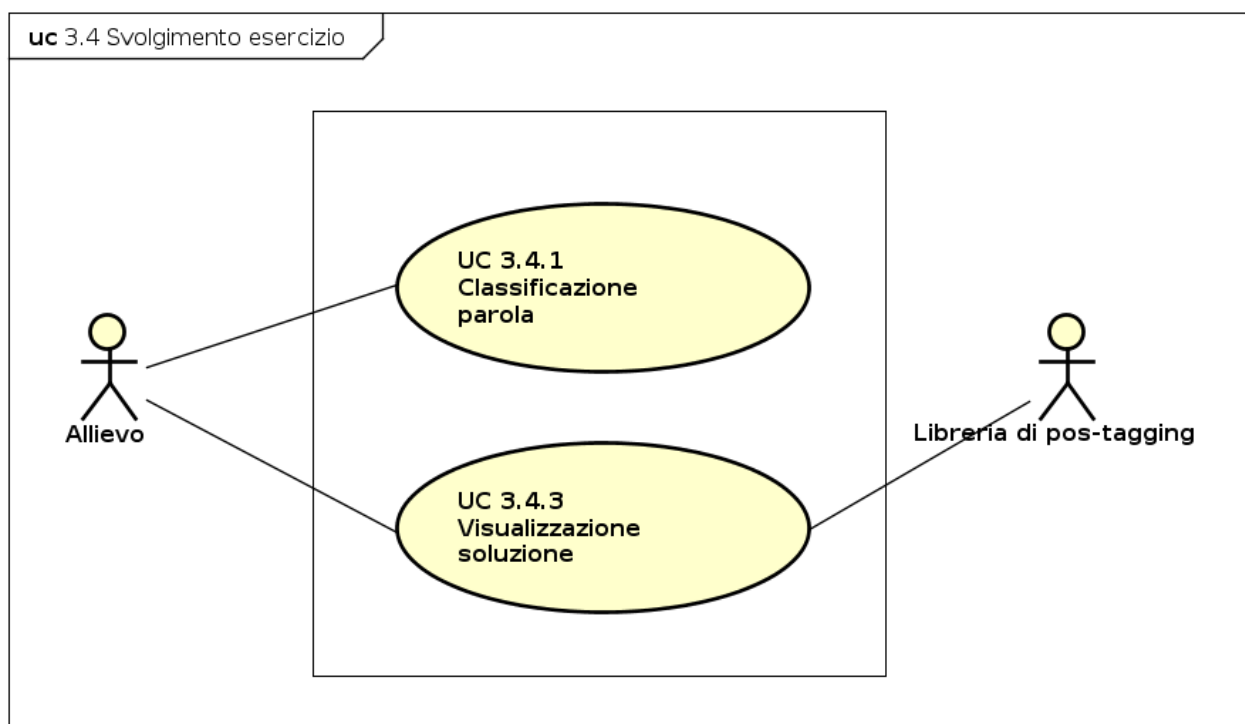 uc 3.4 Svolgimento esercizio
UC 3.4.1
Classificazione
parola
Allievo
Libreria di pos-tagging
UC 3.4.3
Visualizzazione
soluzione